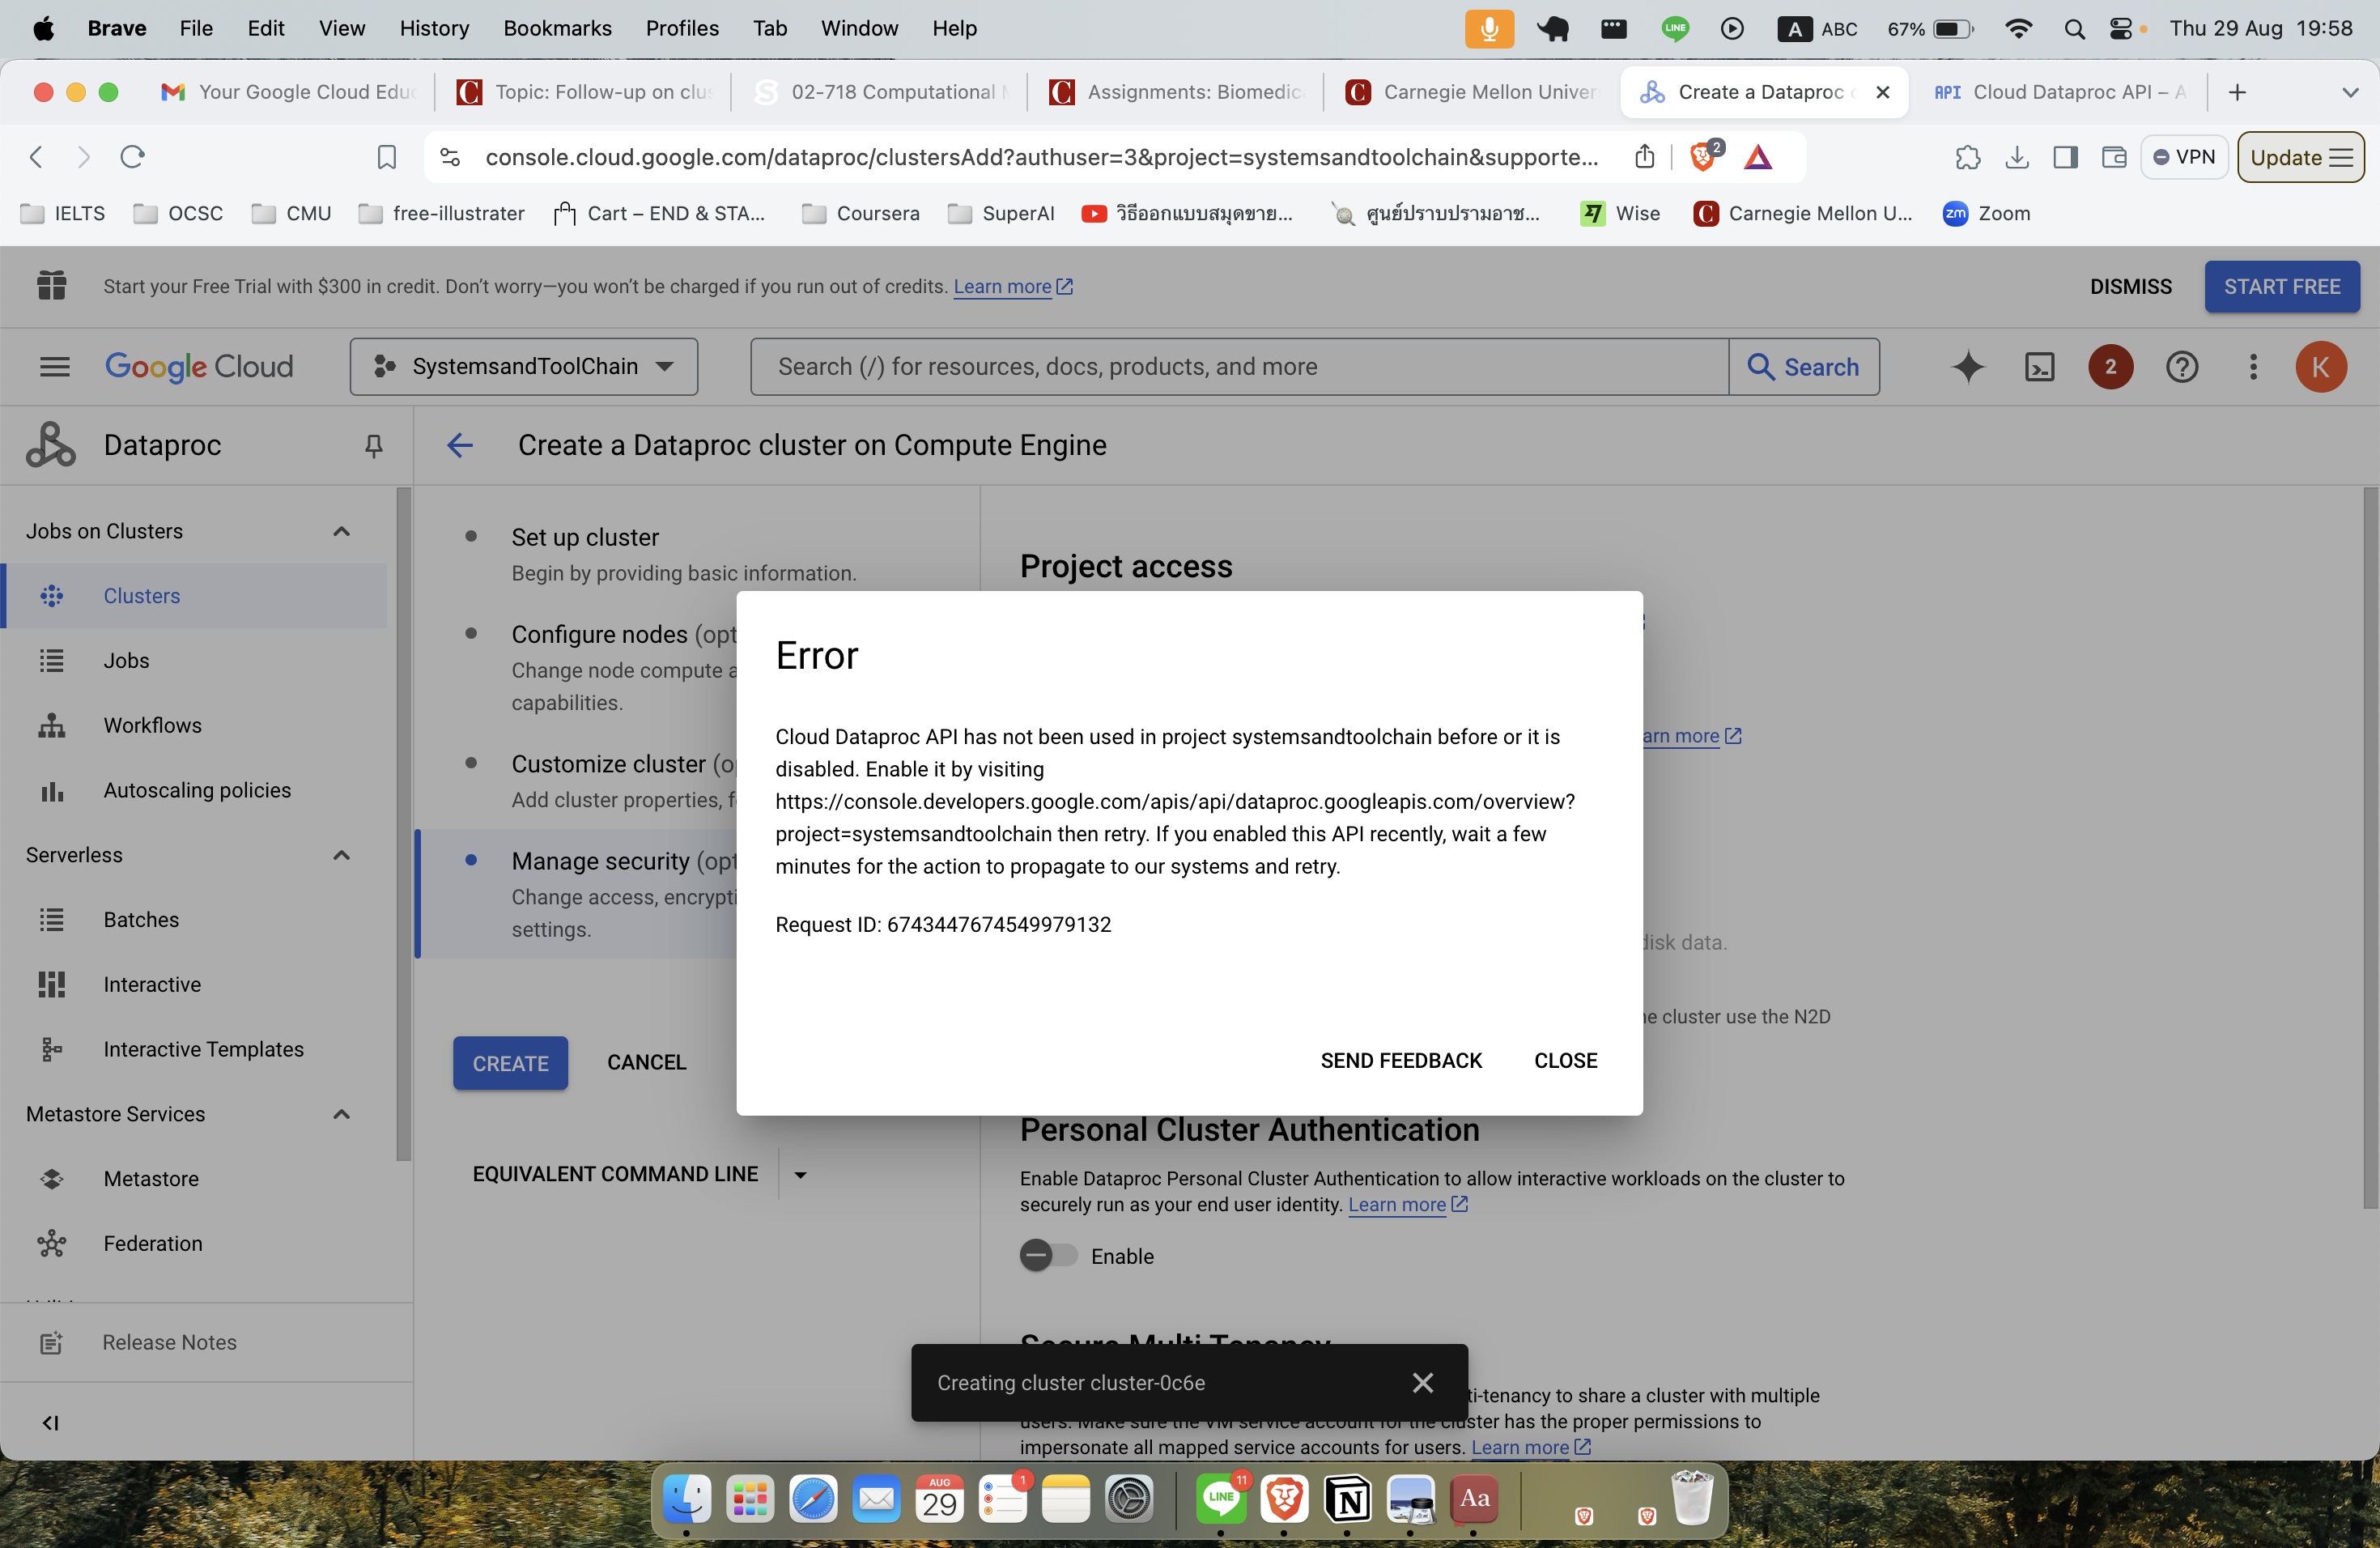 Brave File Edit View History Bookmarks Profiles Tab Window Help LINE A ABC 67% Thu 29 Aug 19:58
Your Google Cloud Educ Topic: Follow-up on clus 02-718 Computational M Assignments: Biomedica Carnegie Mellon Univer Create a Dataproc c API Cloud Dataproc API – A
console.cloud.google.com/dataproc/clustersAdd?authuser=3&project=systemsandtoolchain&supporte... 2 VPN Update
IELTS OCSC CMU free-illustrater Cart – END & STA... Coursera SuperAI วิธีออกแบบสมุดขาย... ศูนย์ปราบปรามอาช... Wise Carnegie Mellon U... zm Zoom
Start your Free Trial with $300 in credit. Don't worry—you won't be charged if you run out of credits. Learn more DISMISS START FREE
Google Cloud SystemsandToolChain Search (/) for resources, docs, products, and more Search 2 K
Dataproc
Create a Dataproc cluster on Compute Engine
Jobs on Clusters
Clusters
Jobs
Workflows
Autoscaling policies
Serverless
Batches
Interactive
Interactive Templates
Metastore Services
Metastore
Federation
Release Notes
Set up cluster
Begin by providing basic information.
Configure nodes (opt
Change node compute a
capabilities.
Customize cluster (o
Add cluster properties, f
Manage security (opt
Change access, encrypti
settings.
CREATE CANCEL
EQUIVALENT COMMAND LINE
Project access
arn more
disk data.
e cluster use the N2D
Error
Cloud Dataproc API has not been used in project systemsandtoolchain before or it is
disabled. Enable it by visiting
https://console.developers.google.com/apis/api/dataproc.googleapis.com/overview?
project=systemsandtoolchain then retry. If you enabled this API recently, wait a few
minutes for the action to propagate to our systems and retry.
Request ID: 6743447674549979132
SEND FEEDBACK CLOSE
Personal Cluster Authentication
Enable Dataproc Personal Cluster Authentication to allow interactive workloads on the cluster to
securely run as your end user identity. Learn more
Enable
Secure Multi Tenancy
Creating cluster cluster-0c6e
ti-tenancy to share a cluster with multiple
users. Make sure the VM service account for the cluster has the proper permissions to
impersonate all mapped service accounts for users. Learn more
AUG
29
1
LINE
11
N
Aa